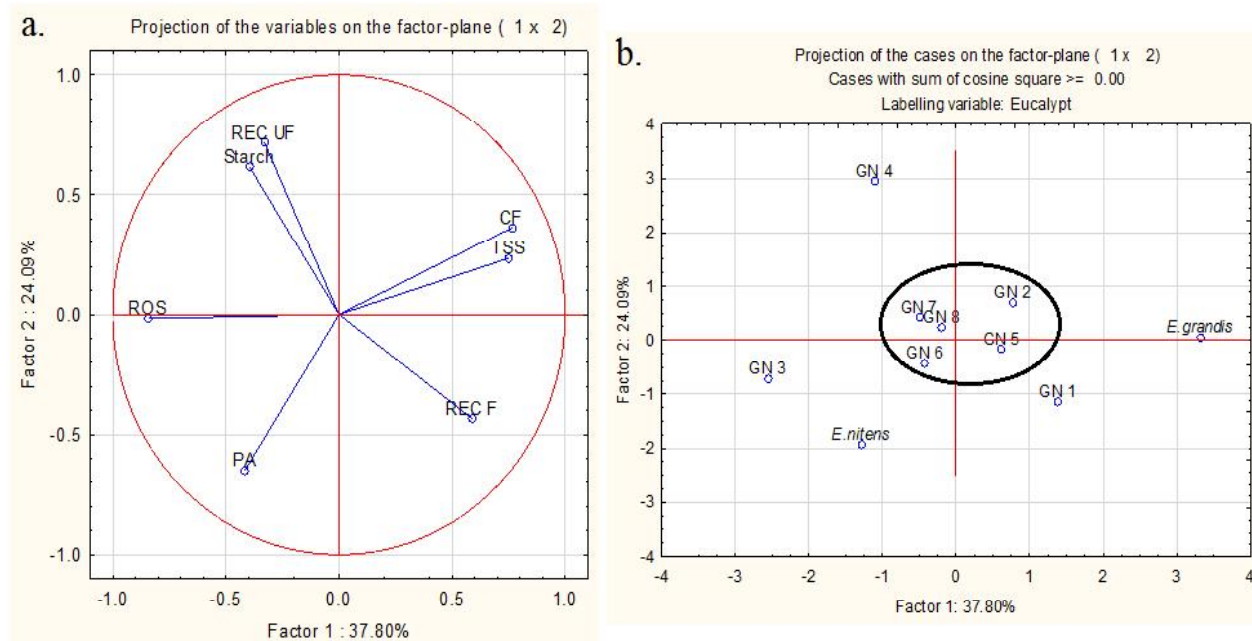 a.
Projection of the variables on the factor-plane ( 1 x 2)
1.0
REC UF
Starch
0.5
CF
TSS
ROS
0.0
REC F
-0.5
PA
-1.0
-1.0 -0.5 0.0 0.5 1.0
Factor 2 : 24.09%
Factor 1 : 37.80%
b.
Projection of the cases on the factor-plane ( 1 x 2)
Cases with sum of cosine square >= 0.00
Labelling variable: Eucalypt
4
GN 4
3
2
1
GN 2
GN 7
GN 8
E.grandis
0
GN 5
GN 6
GN 3
-1
GN 1
E.nitens
-2
-3
-4
-4 -3 -2 -1 0 1 2 3 4
Factor 2: 24.09%
Factor 1: 37.80%